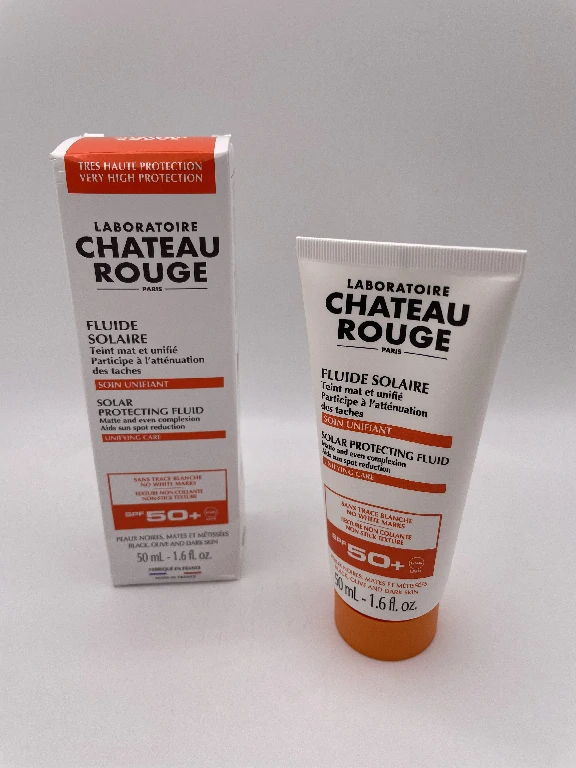 TRES HAUTE PROTECTION
VERY HIGH PROTECTION
LABORATOIRE
CHATEAU
ROUGE
PARIS
FLUIDE
SOLAIRE
Teint mat et unifié
Participe à l'atténuation
des taches
SOIN UNIFIANT
SOLAR
PROTECTING FLUID
Matte and even complexion
Aids sun spot reduction
UNIFYING CARE
SANS TRACE BLANCHE
NO WHITE MARKS
TEXTURE NON COLLANTE
NON-STICK TEXTURE
SPF 50+
PEAUX NOIRES, MATES ET MÉTISSÉES
BLACK, OLIVE AND DARK SKIN
50 mL - 1.6 fl. oz.
FABRIQUÉ EN FRANCE
MADE IN FRANCE
LABORATOIRE
CHATEAU
ROUGE
PARIS
FLUIDE SOLAIRE
Teint mat et unifié
Participe à l'atténuation
des taches
SOIN UNIFIANT
SOLAR PROTECTING FLUID
Matte and even complexion
Aids sun spot reduction
UNIFYING CARE
SANS TRACE BLANCHE
NO WHITE MARKS
TEXTURE NON COLLANTE
NON STICK TEXTURE
SPF 50+
PEAUX NOIRES, MATES ET MÉTISSÉES
BLACK, OLIVE AND DARK SKIN
50 mL - 1.6 fl. oz.